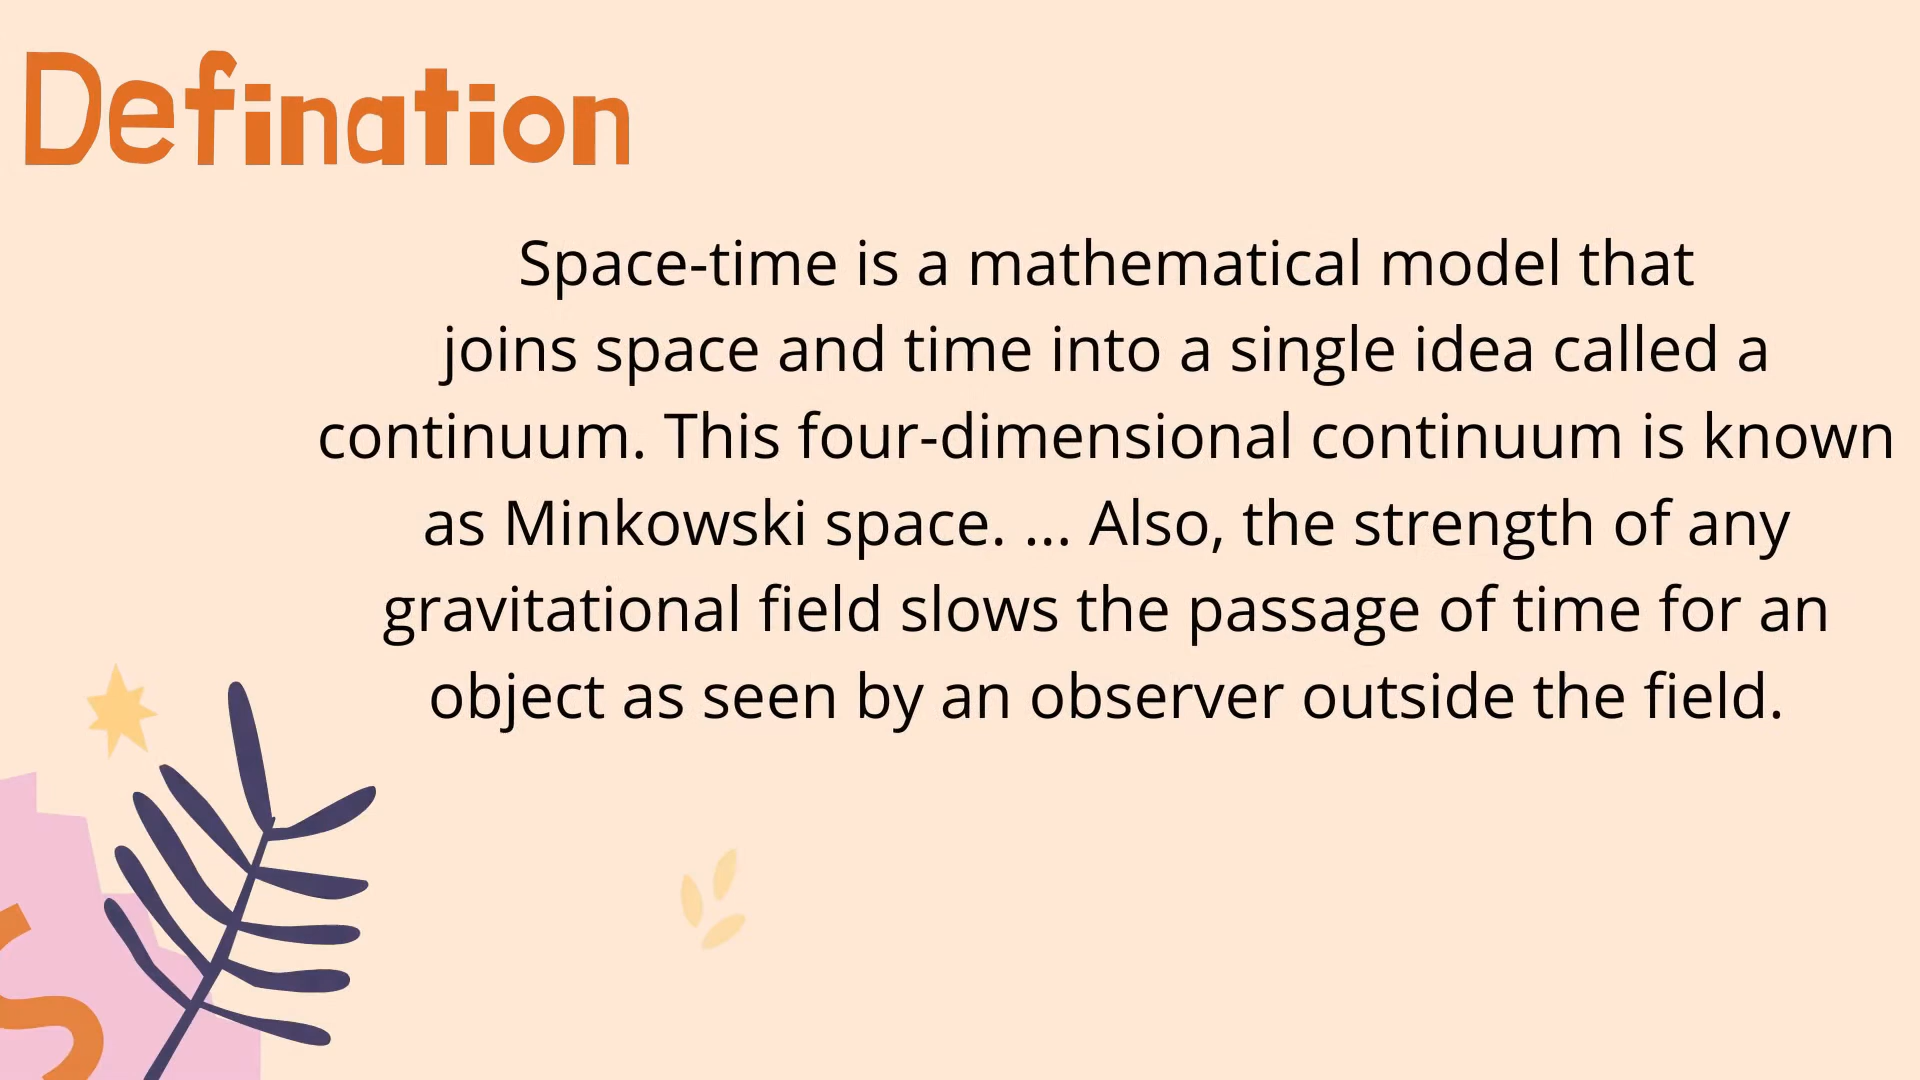 Defination
Space-time is a mathematical model that
joins space and time into a single idea called a
continuum. This four-dimensional continuum is known
as Minkowski space. ... Also, the strength of any
gravitational field slows the passage of time for an
object as seen by an observer outside the field.